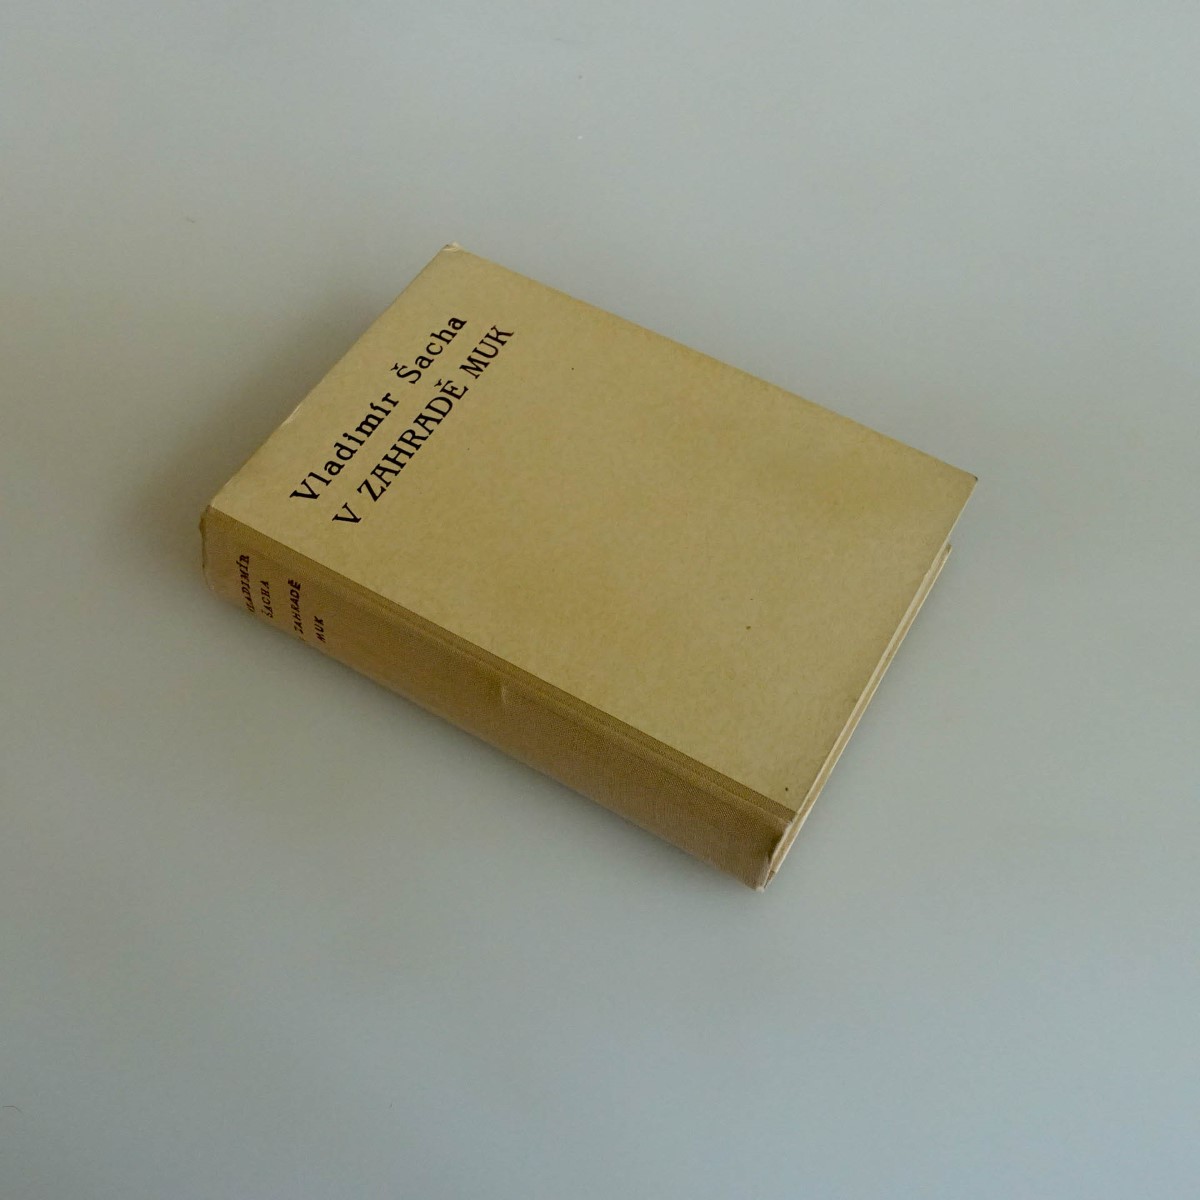 Vladimír Šacha
V ZAHRADĚ MUK
VLADIMÍR
ŠACHA
ZAHRADĚ
MUK